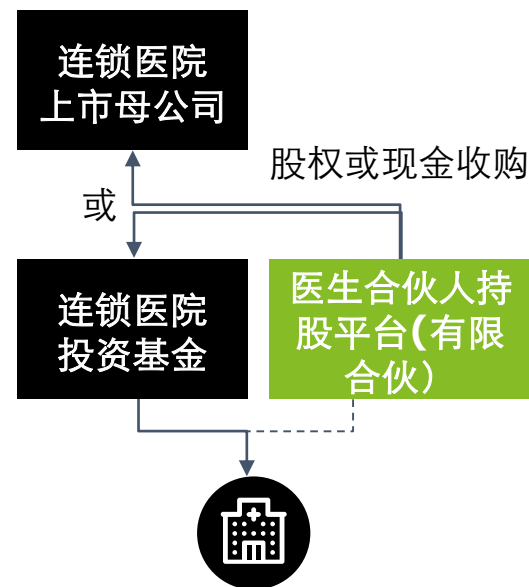 连锁医院
上市母公司
股权或现金收购
或
连锁医院
投资基金
医生合伙人持
股平台(有限
合伙）